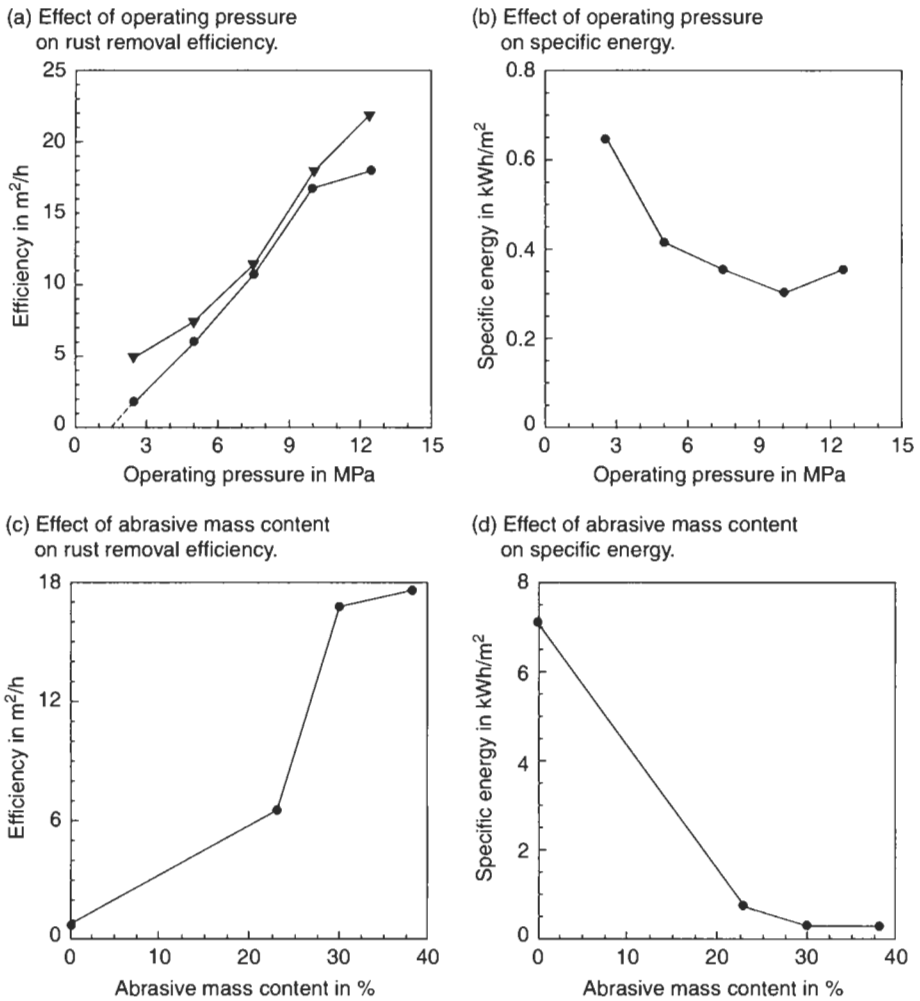 (a) Effect of operating pressure
on rust removal efficiency.
25
20
15
10
5
0
Efficiency in m²/h
0 3 6 9 12 15
Operating pressure in MPa
(b) Effect of operating pressure
on specific energy.
0.8
0.6
0.4
0.2
0
Specific energy in kWh/m²
0 3 6 9 12 15
Operating pressure in MPa
(c) Effect of abrasive mass content
on rust removal efficiency.
18
12
6
0
Efficiency in m²/h
0 10 20 30 40
Abrasive mass content in %
(d) Effect of abrasive mass content
on specific energy.
8
6
4
2
0
Specific energy in kWh/m²
0 10 20 30 40
Abrasive mass content in %